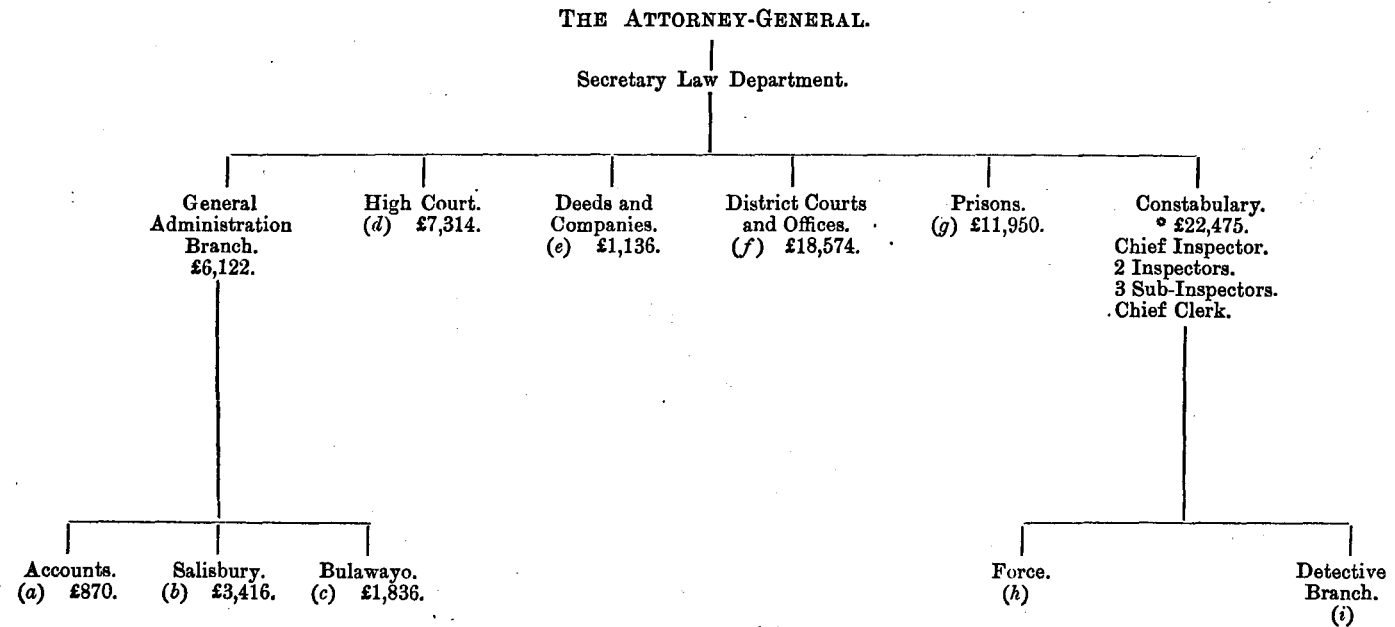 THE ATTORNEY-GENERAL.
Secretary Law Department.
General
Administration
Branch.
£6,122.
High Court.
(d) £7,314.
Deeds and
Companies.
(e) £1,136.
District Courts
and Offices.
(f) £18,574.
Prisons.
(g) £11,950.
Constabulary.
* £22,475.
Chief Inspector.
2 Inspectors.
3 Sub-Inspectors.
Chief Clerk.
Accounts.
(a) £870.
Salisbury.
(b) £3,416.
Bulawayo.
(c) £1,836.
Force.
(h)
Detective
Branch.
(i)